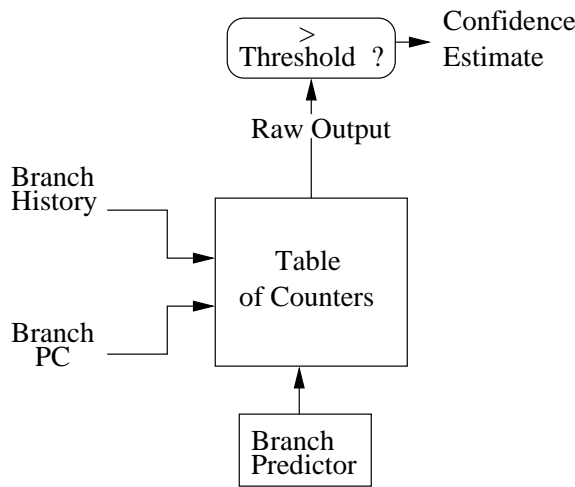 >
Threshold ?
Confidence
Estimate
Raw Output
Branch
History
Table
of Counters
Branch
PC
Branch
Predictor